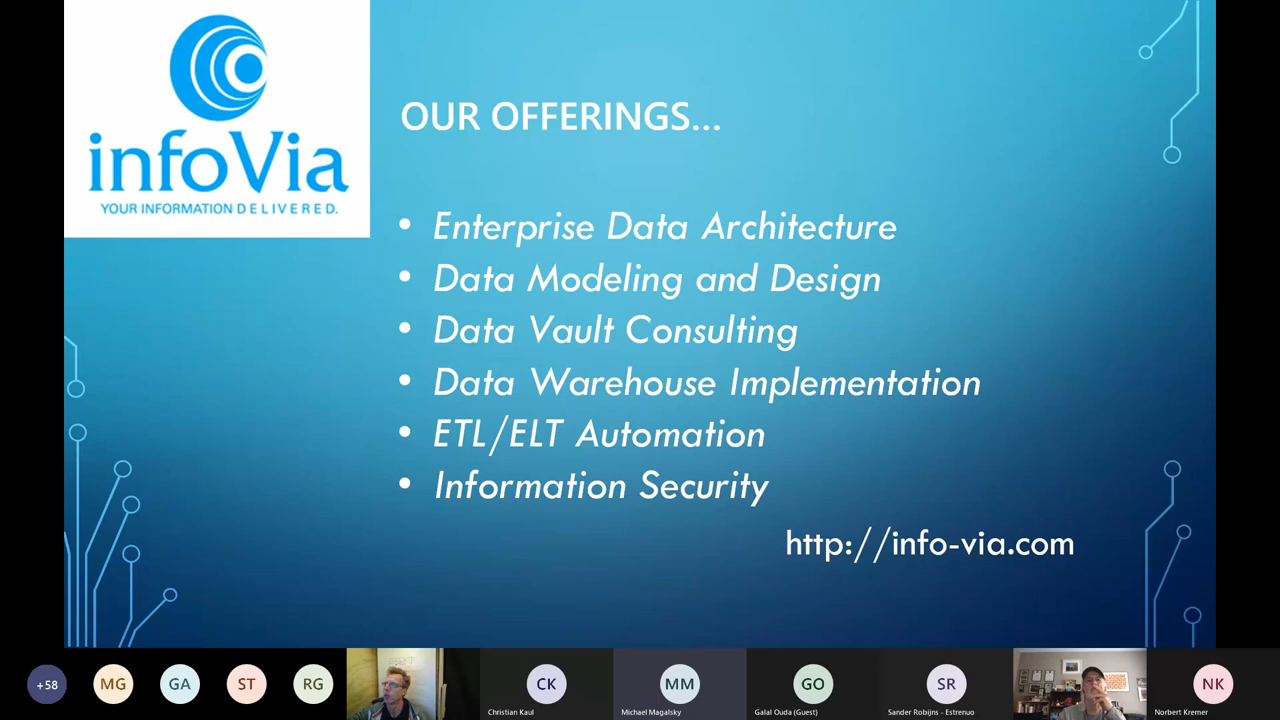 infoVia
YOUR INFORMATION DELIVERED.
OUR OFFERINGS...
• Enterprise Data Architecture
• Data Modeling and Design
• Data Vault Consulting
• Data Warehouse Implementation
• ETL/ELT Automation
• Information Security
http://info-via.com
+58
MG
GA
ST
RG
CK
MM
GO
SR
NK
Christian Kaul
Michael Magalsky
Galal Ouda (Guest)
Sander Robijns - Estrenuo
Norbert Kremer